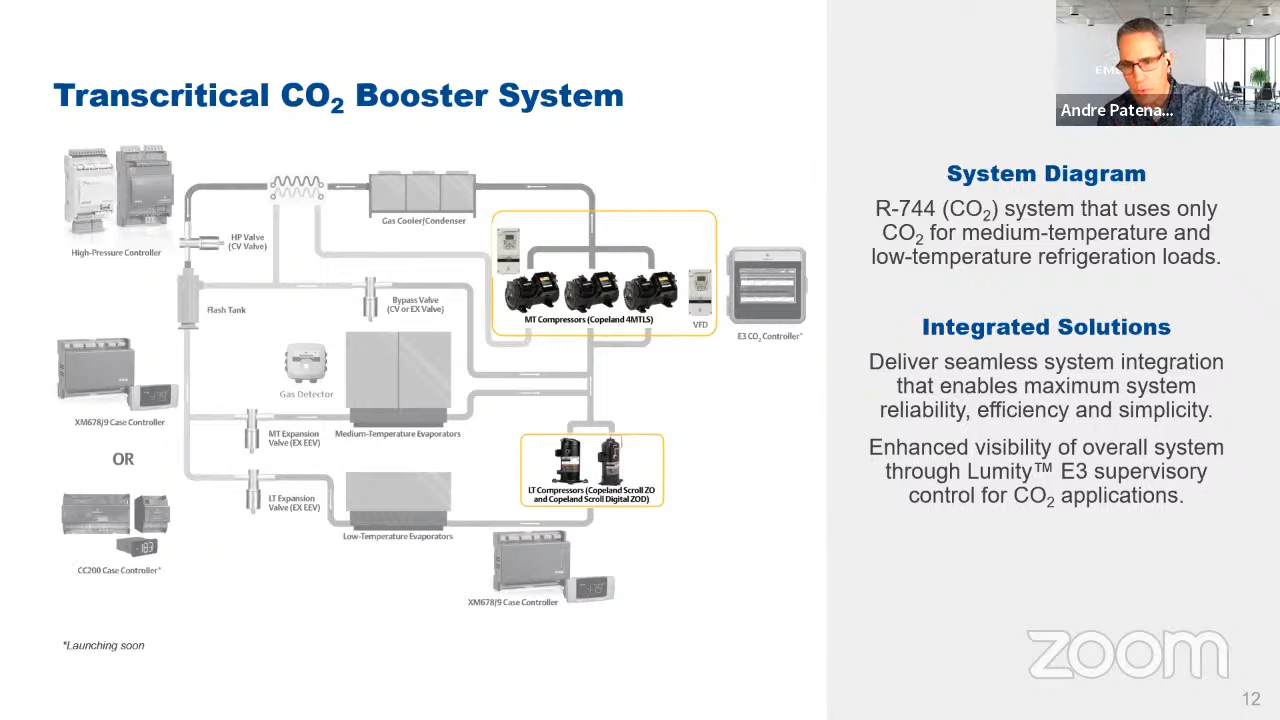 Transcritical CO2 Booster System
Andre Patena...
High-Pressure Controller
HP Valve
(CV Valve)
Gas Cooler/Condenser
Flash Tank
Bypass Valve
(CV or EX Valve)
MT Compressors (Copeland 4MTLS)
VFD
E3 CO2 Controller*
Gas Detector
XM678/9 Case Controller
OR
MT Expansion
Valve (EX EEV)
Medium-Temperature Evaporators
LT Compressors (Copeland Scroll ZO
and Copeland Scroll Digital ZOD)
LT Expansion
Valve (EX EEV)
Low-Temperature Evaporators
CC200 Case Controller*
XM678/9 Case Controller
*Launching soon
System Diagram
R-744 (CO2) system that uses only
CO2 for medium-temperature and
low-temperature refrigeration loads.
Integrated Solutions
Deliver seamless system integration
that enables maximum system
reliability, efficiency and simplicity.
Enhanced visibility of overall system
through Lumity™ E3 supervisory
control for CO2 applications.
zoom
12